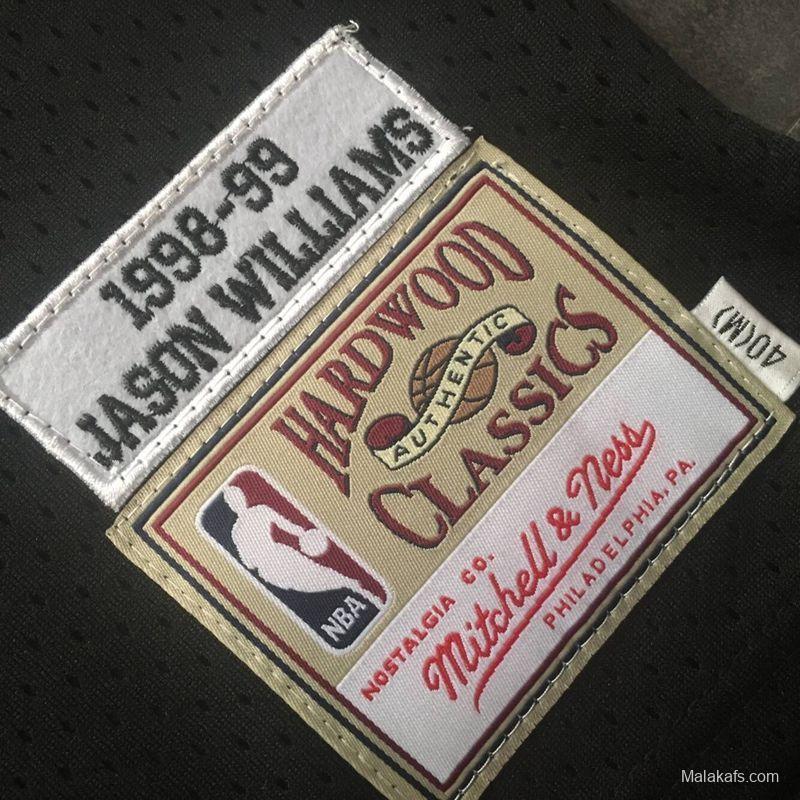 1998-99
JASON WILLIAMS
HARDWOOD
AUTHENTIC
CLASSICS
NBA
NOSTALGIA CO.
Mitchell & Ness
PHILADELPHIA, PA.
40(M)
Malakafs.com